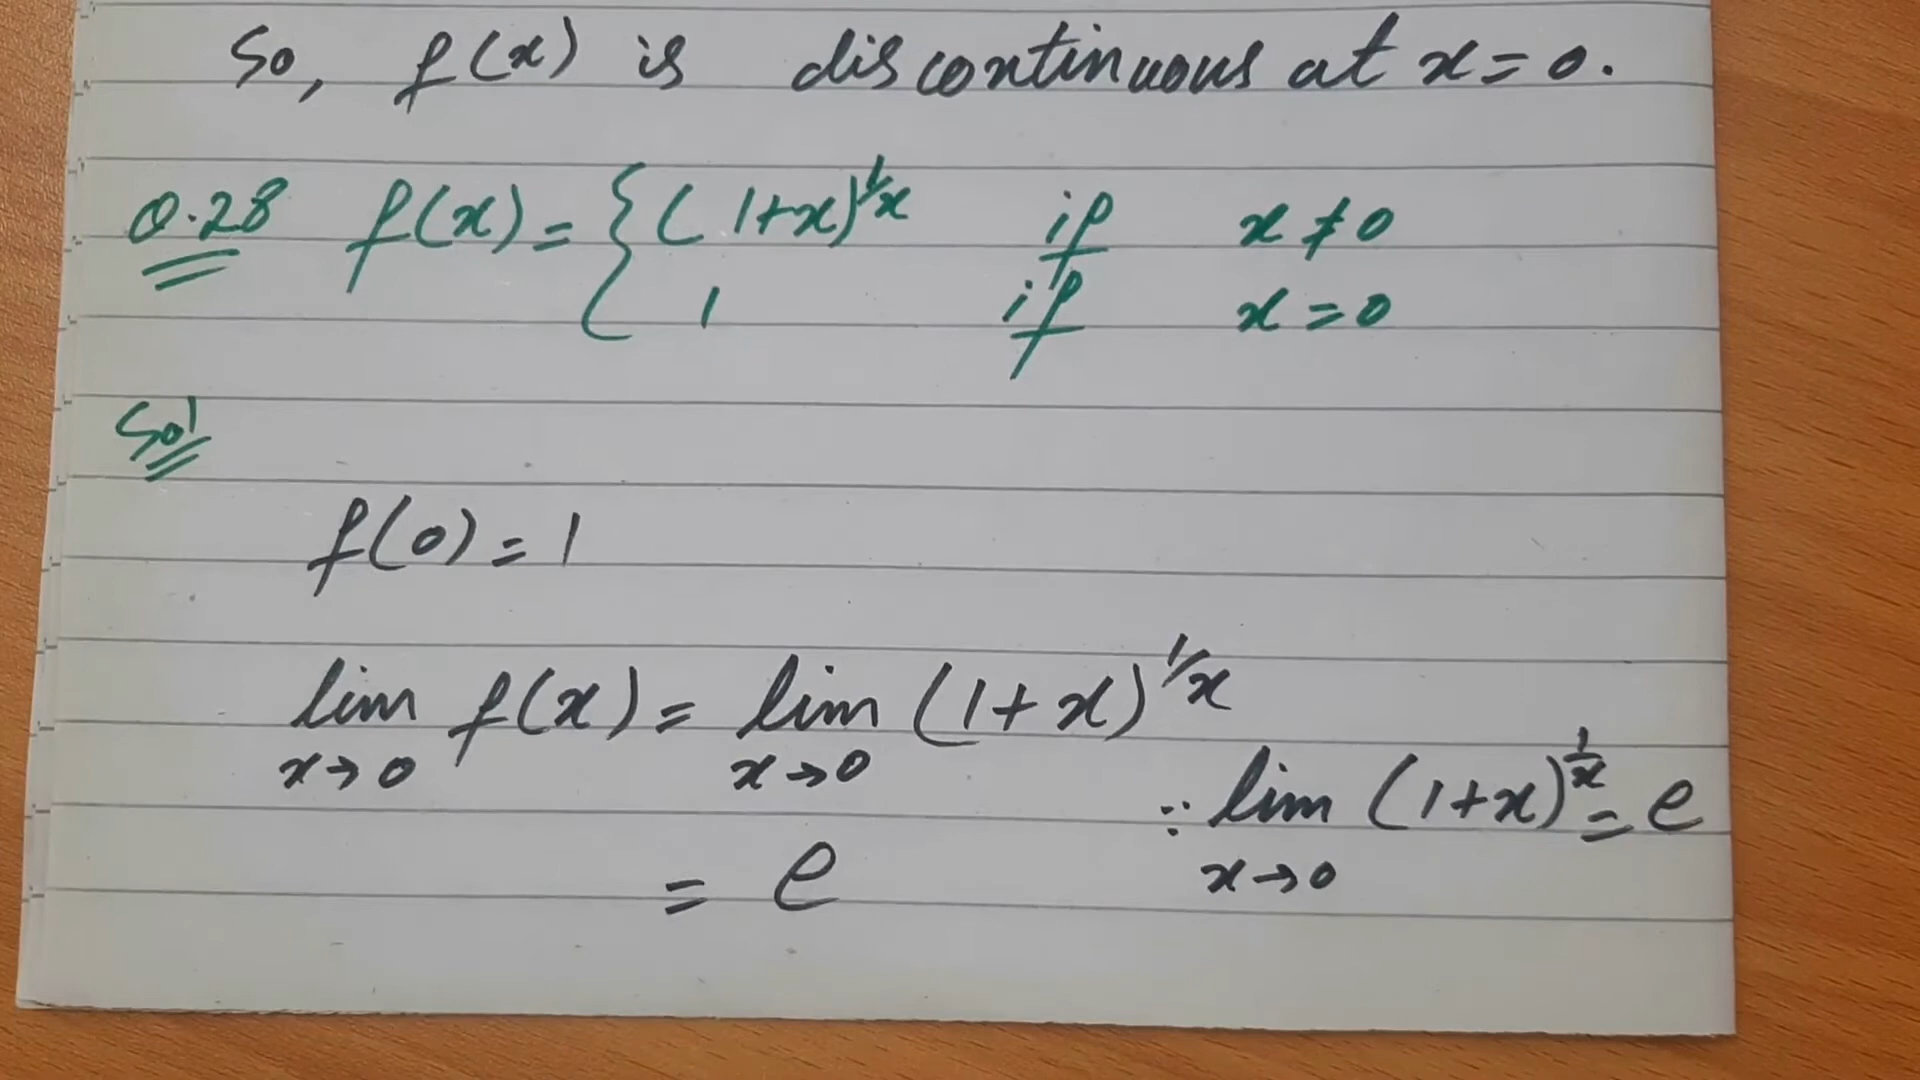 So, f(x) is discontinuous at x=0.
Q.28 f(x) = { (1+x)^1/x if x ≠ 0
1 if x = 0
Sol
f(0) = 1
lim f(x) = lim (1+x)^1/x
x→0 x→0
∵ lim (1+x)^1/x = e
x→0
= e